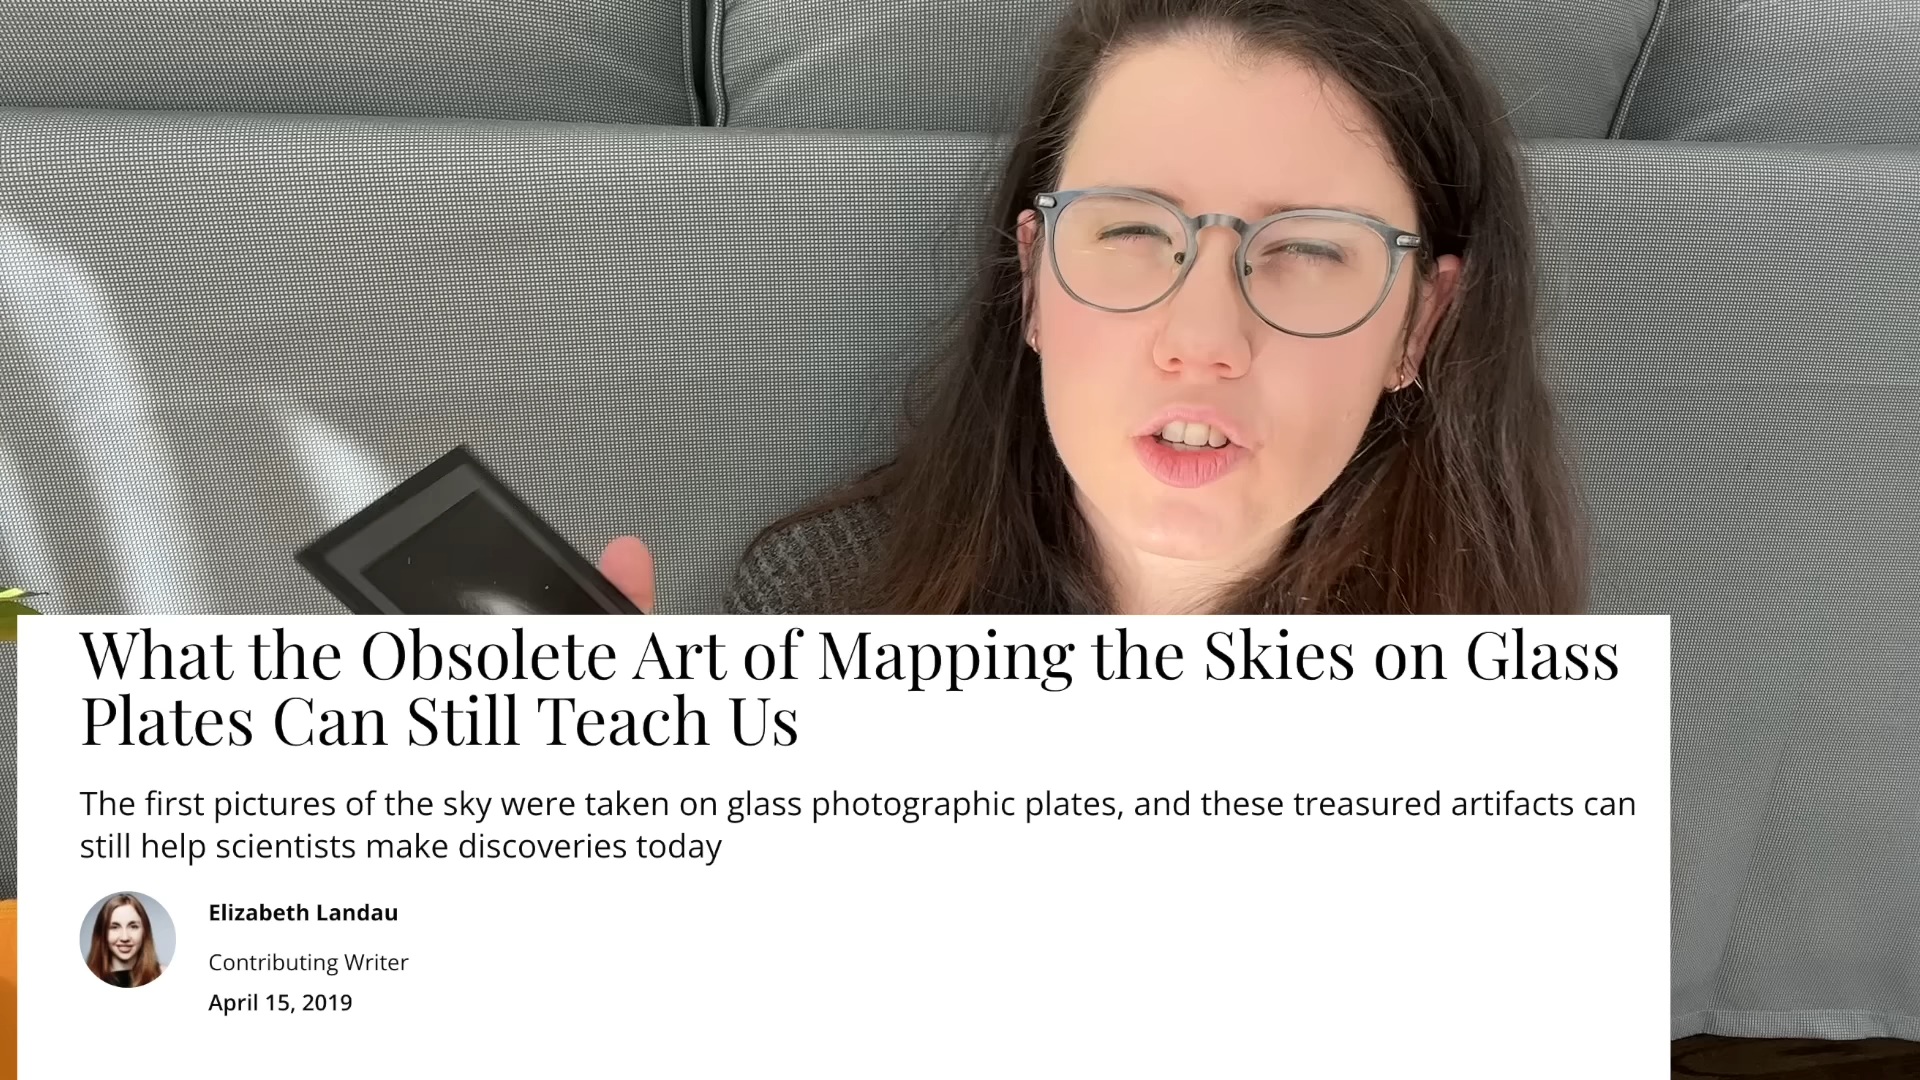 What the Obsolete Art of Mapping the Skies on Glass
Plates Can Still Teach Us
The first pictures of the sky were taken on glass photographic plates, and these treasured artifacts can
still help scientists make discoveries today
Elizabeth Landau
Contributing Writer
April 15, 2019